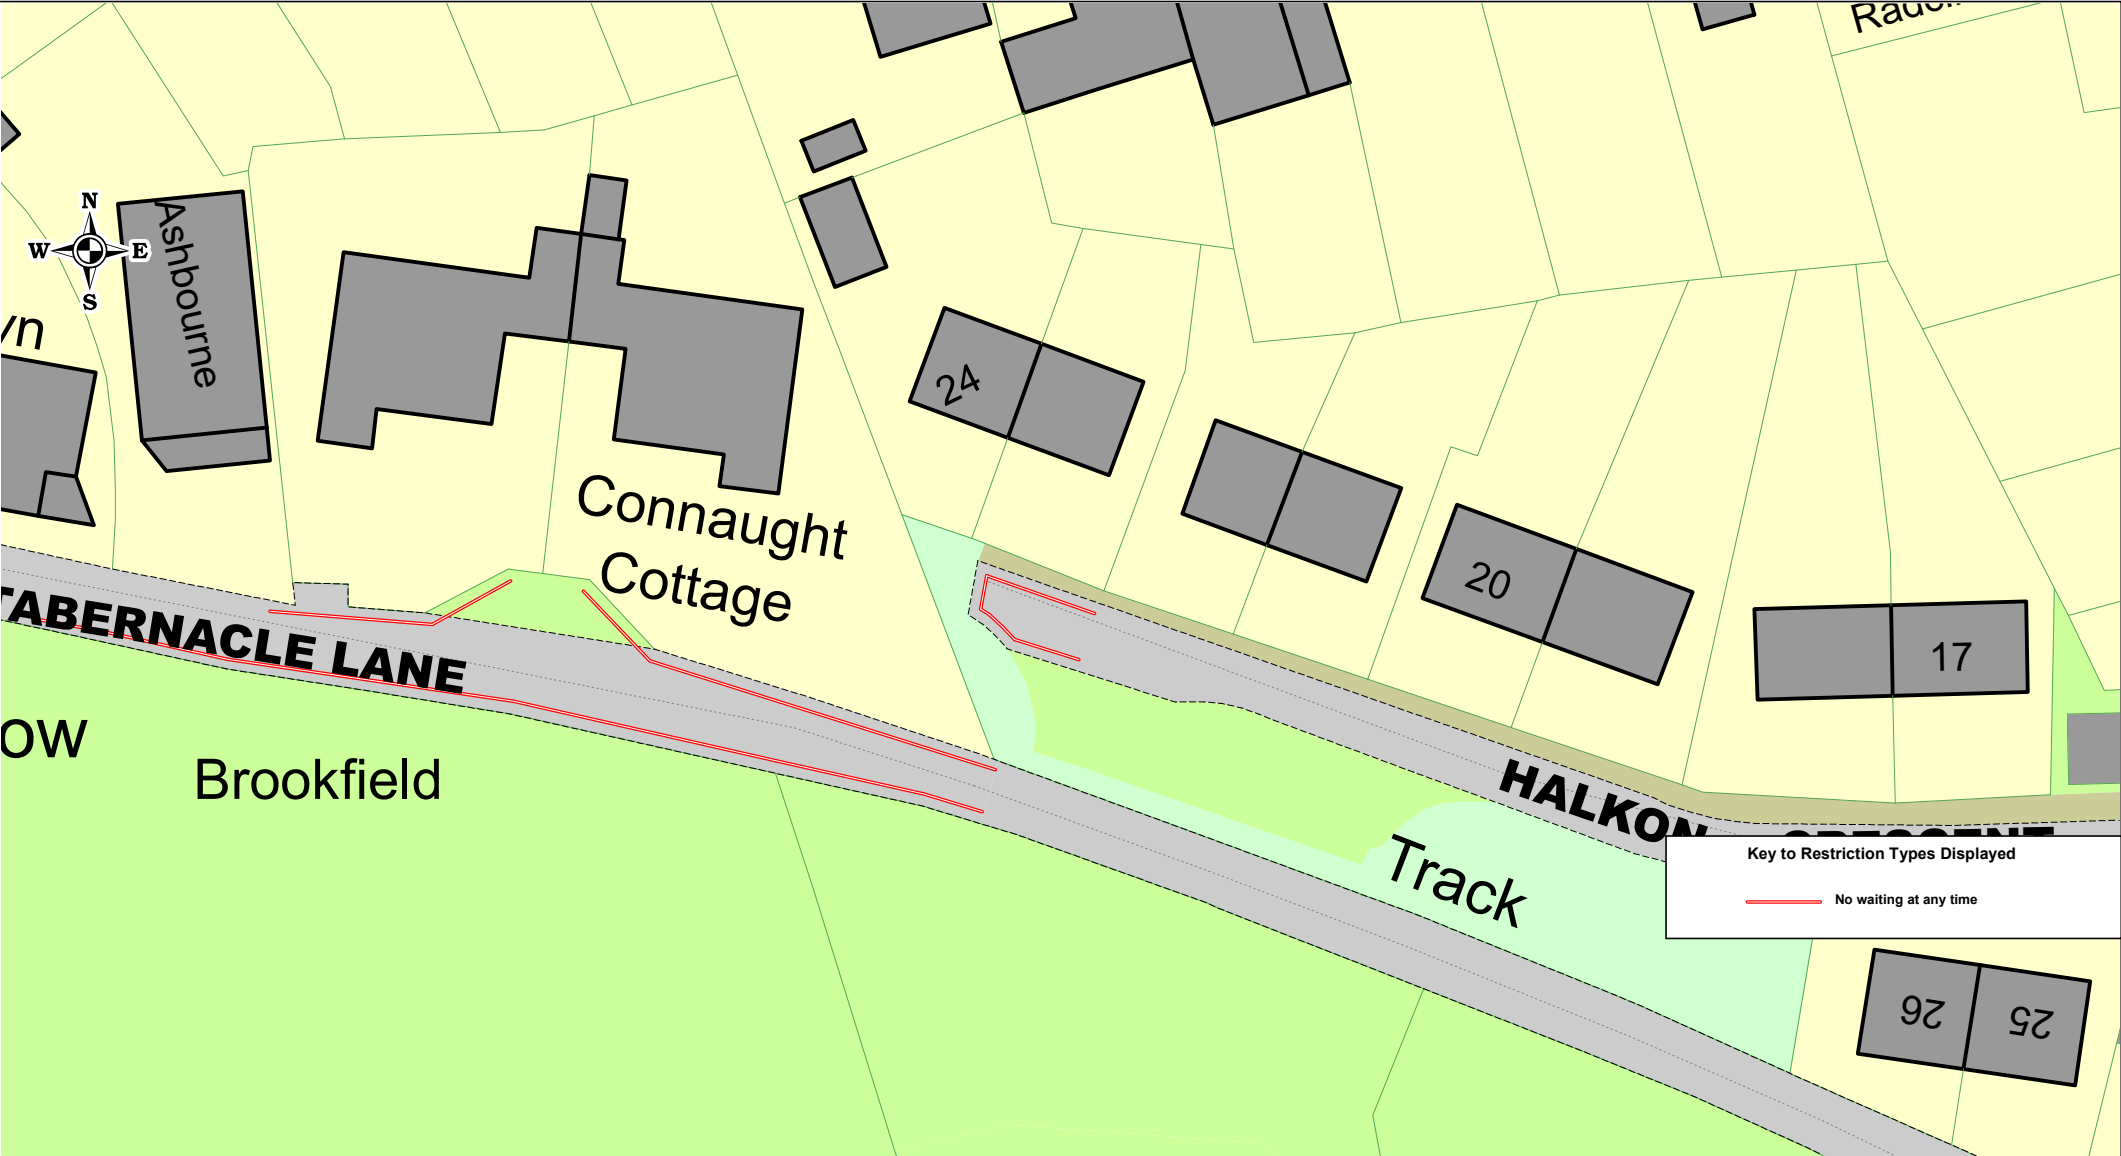 N
W E
S
Ashbourne
24
Connaught
Cottage
20
17
TABERNACLE LANE
Brookfield
HALKON CRESCENT
Track
Key to Restriction Types Displayed
No waiting at any time
26
25